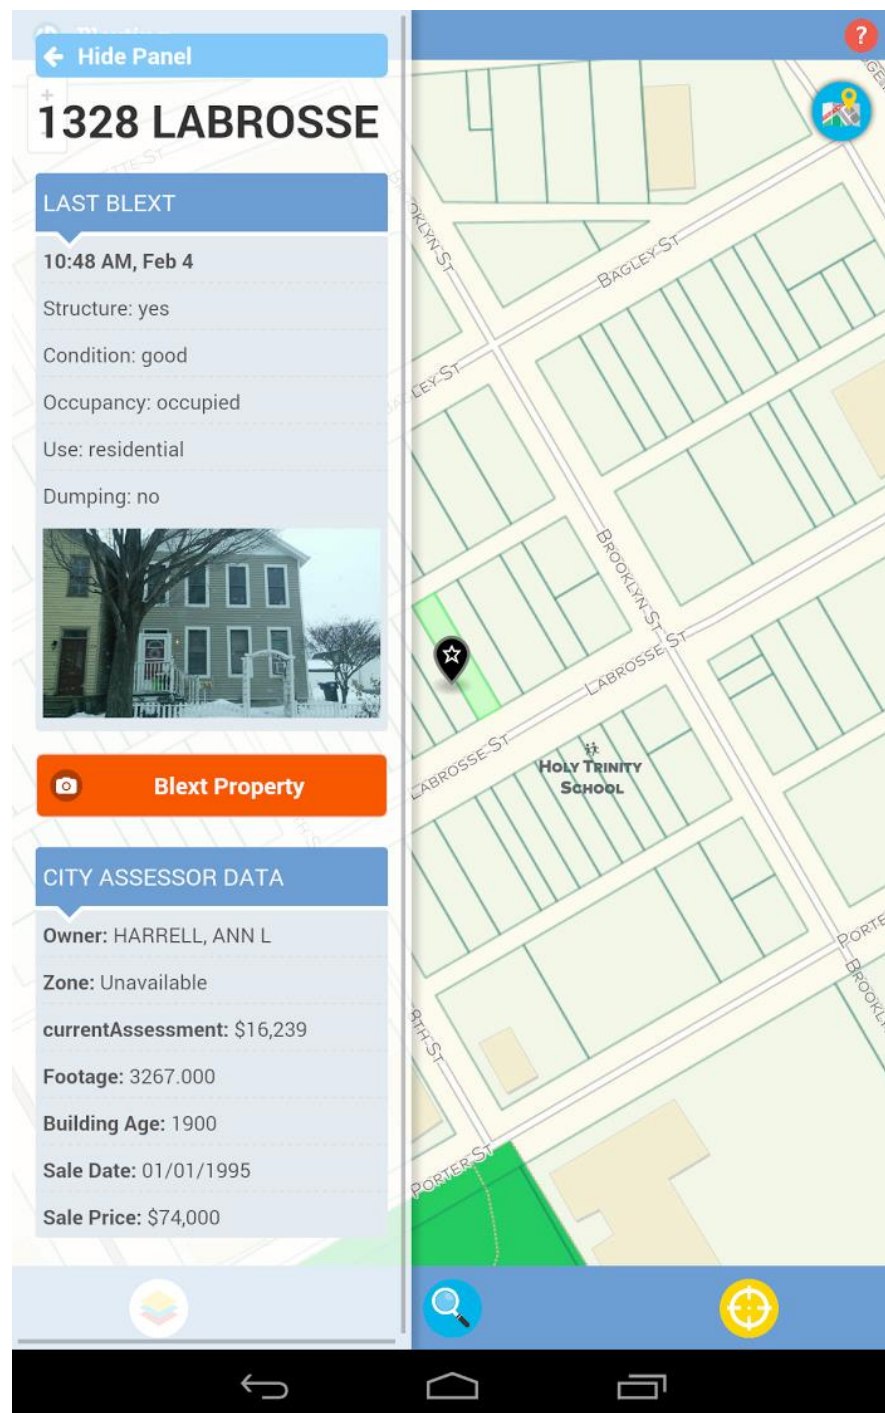 Hide Panel
?
1328 LABROSSE
LAST BLEXT
10:48 AM, Feb 4
Structure: yes
Condition: good
Occupancy: occupied
Use: residential
Dumping: no
Blext Property
CITY ASSESSOR DATA
Owner: HARRELL, ANN L
Zone: Unavailable
currentAssessment: $16,239
Footage: 3267.000
Building Age: 1900
Sale Date: 01/01/1995
Sale Price: $74,000
BAGLEY ST
BROOKLYN ST
LABROSSE ST
LABROSSE ST
HOLY TRINITY
SCHOOL
PORTER ST